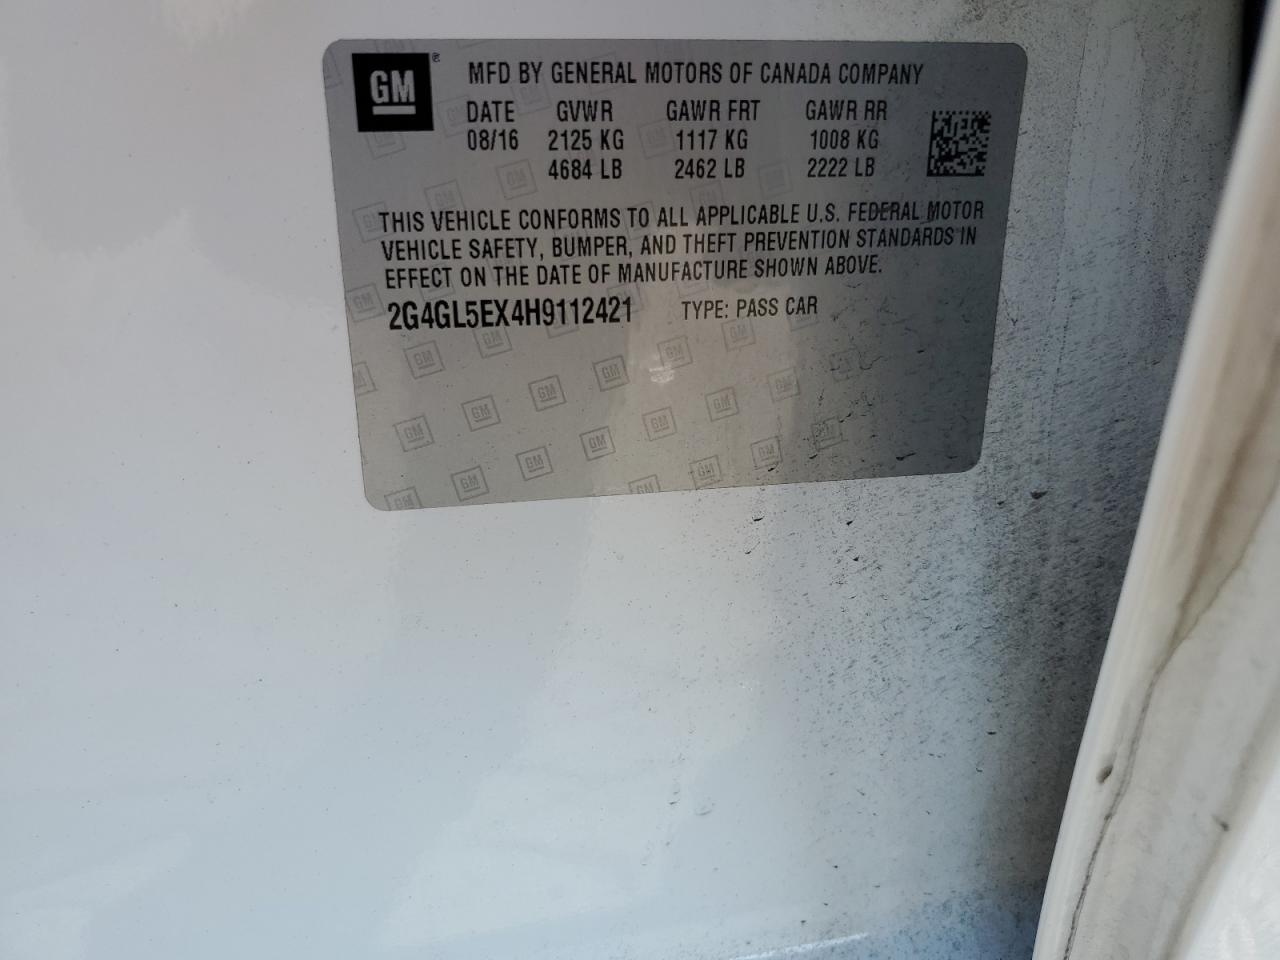 GM ® MFD BY GENERAL MOTORS OF CANADA COMPANY
DATE GVWR GAWR FRT GAWR RR
08/16 2125 KG 1117 KG 1008 KG
4684 LB 2462 LB 2222 LB
THIS VEHICLE CONFORMS TO ALL APPLICABLE U.S. FEDERAL MOTOR
VEHICLE SAFETY, BUMPER, AND THEFT PREVENTION STANDARDS IN
EFFECT ON THE DATE OF MANUFACTURE SHOWN ABOVE.
2G4GL5EX4H9112421 TYPE: PASS CAR